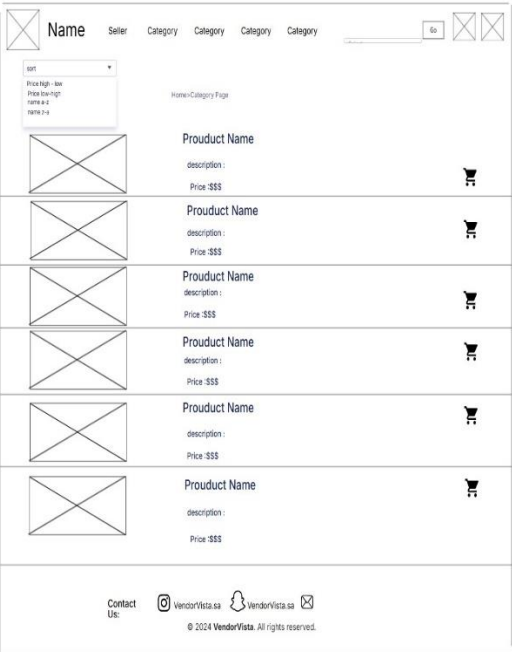 Name Seller Category Category Category Category Go
sort
Price high - low
Price low-high
name a-z
name z-a
Home>Category Page
Prouduct Name
description :
Price :$$$
Prouduct Name
description :
Price :$$$
Prouduct Name
description :
Price :$$$
Prouduct Name
description :
Price :$$$
Prouduct Name
description :
Price :$$$
Prouduct Name
description :
Price :$$$
Contact
Us:
VendorVista.sa VendorVista.sa
© 2024 VendorVista. All rights reserved.